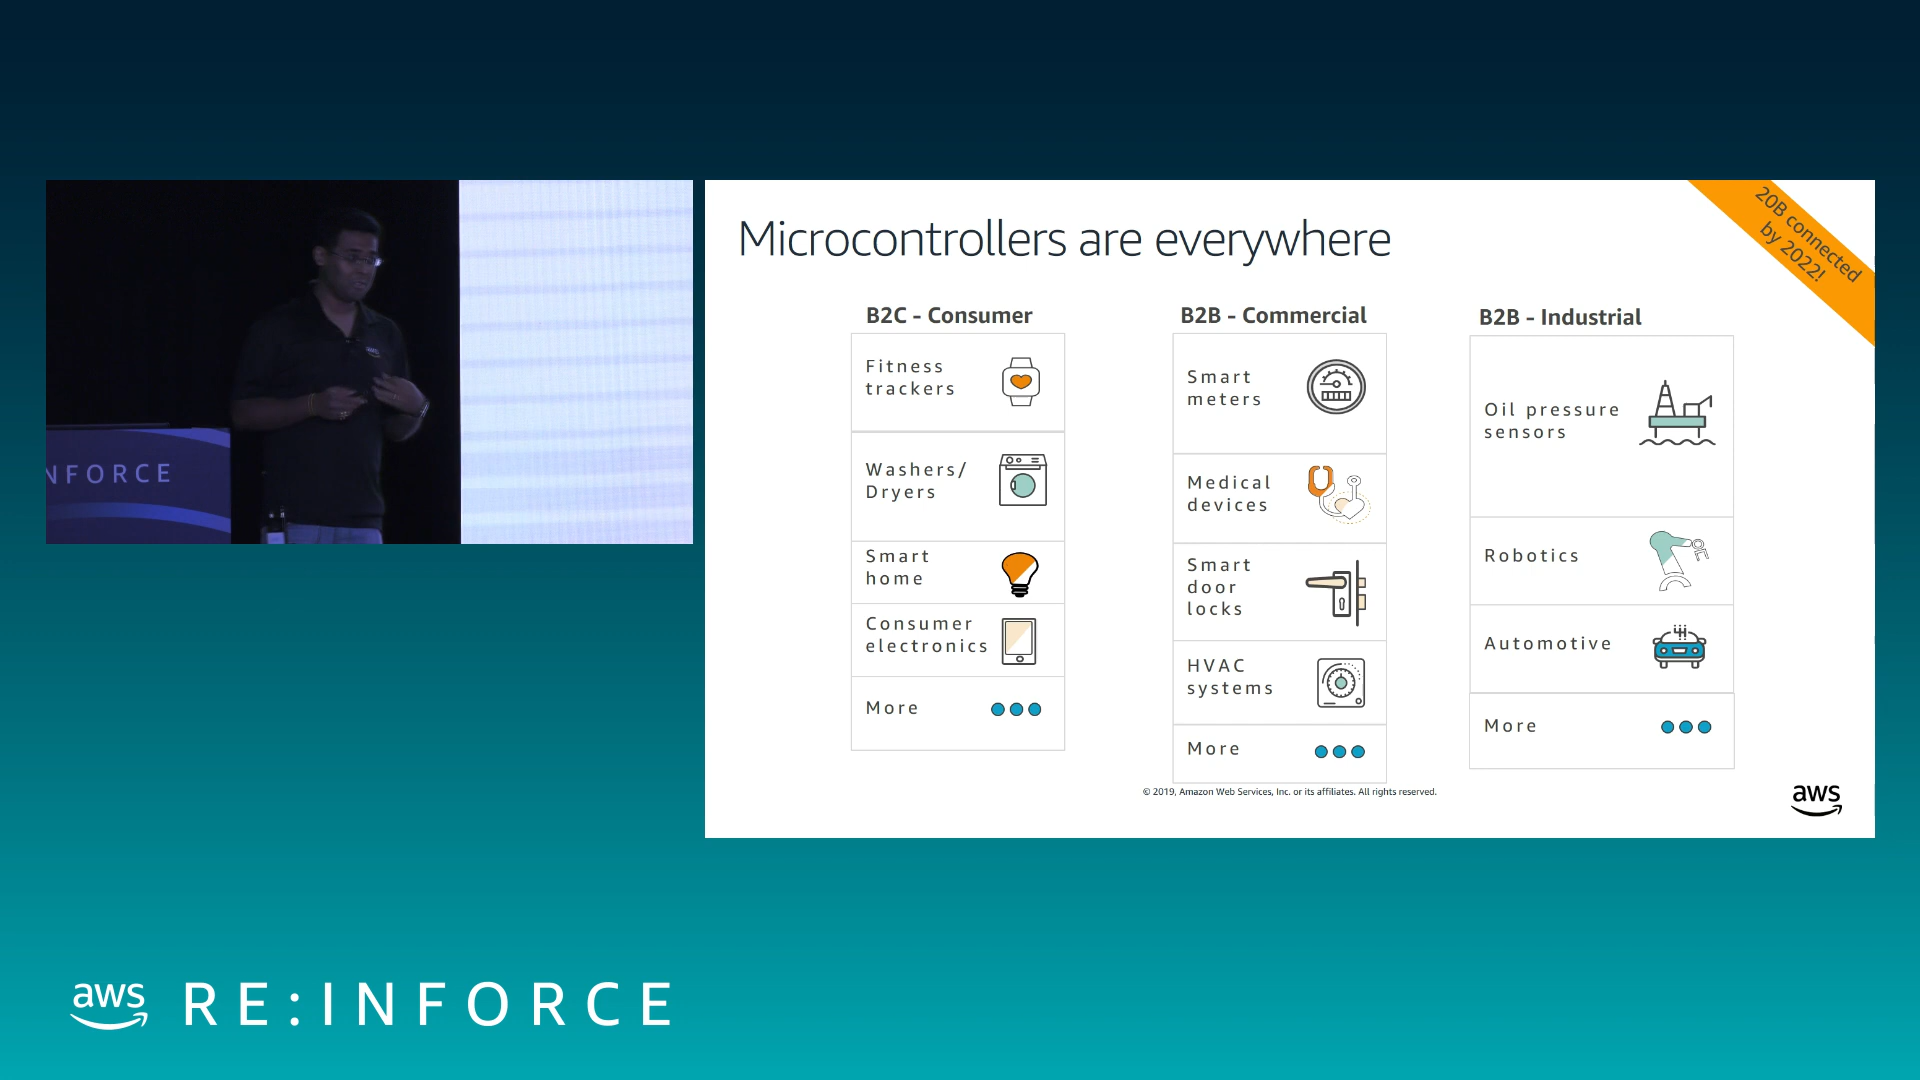 Microcontrollers are everywhere
20B connected
by 2022!
B2C - Consumer
Fitness
trackers
Washers/
Dryers
Smart
home
Consumer
electronics
More
B2B - Commercial
Smart
meters
Medical
devices
Smart
door
locks
HVAC
systems
More
B2B - Industrial
Oil pressure
sensors
Robotics
Automotive
More
© 2019, Amazon Web Services, Inc. or its affiliates. All rights reserved.
aws
NFORCE
aws
aws RE:INFORCE